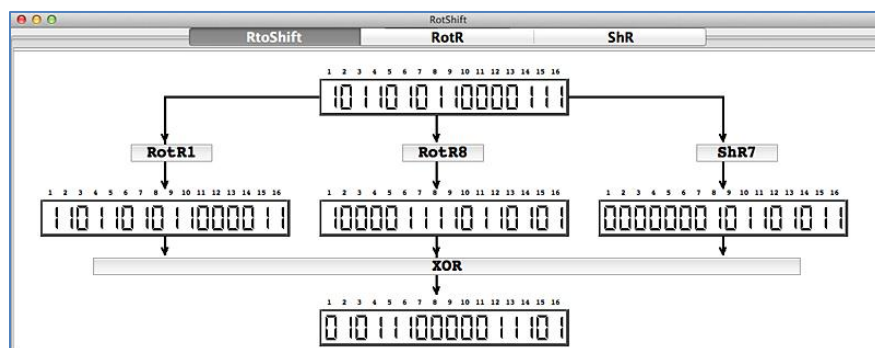 RotShift
RtoShift RotR ShR
1 2 3 4 5 6 7 8 9 10 11 12 13 14 15 16
1011010110000111
RotR1 RotR8 ShR7
1 2 3 4 5 6 7 8 9 10 11 12 13 14 15 16 1 2 3 4 5 6 7 8 9 10 11 12 13 14 15 16 1 2 3 4 5 6 7 8 9 10 11 12 13 14 15 16
1101101011000011 1000011110110101 0000000101101011
XOR
1 2 3 4 5 6 7 8 9 10 11 12 13 14 15 16
0101110000011101